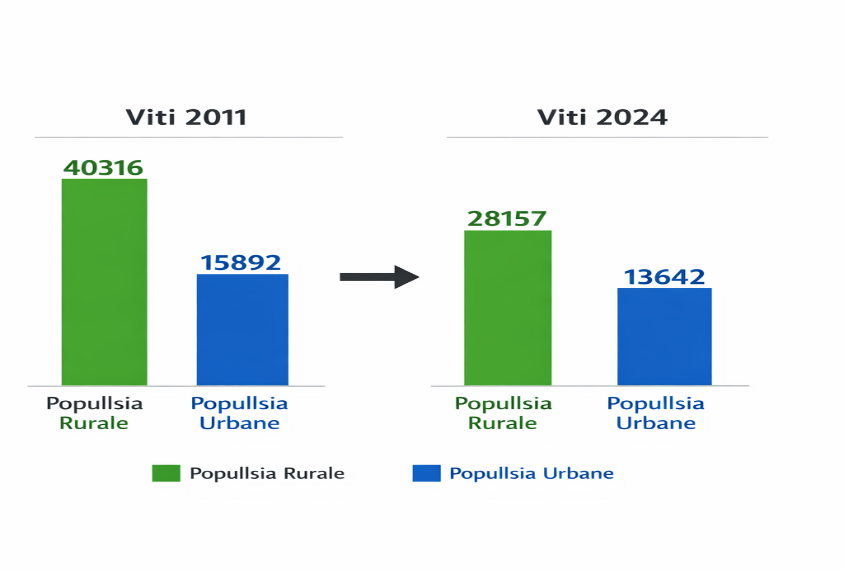 Viti 2011
40316
15892
Popullsia
Rurale
Popullsia
Urbane
Viti 2024
28157
13642
Popullsia
Rurale
Popullsia
Urbane
Popullsia Rurale
Popullsia Urbane